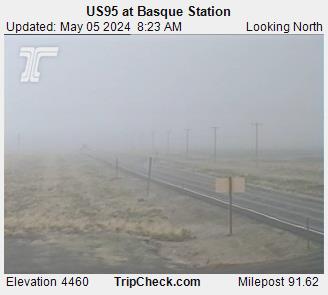 US95 at Basque Station
Updated: May 05 2024 8:23 AM Looking North
Elevation 4460 TripCheck.com Milepost 91.62